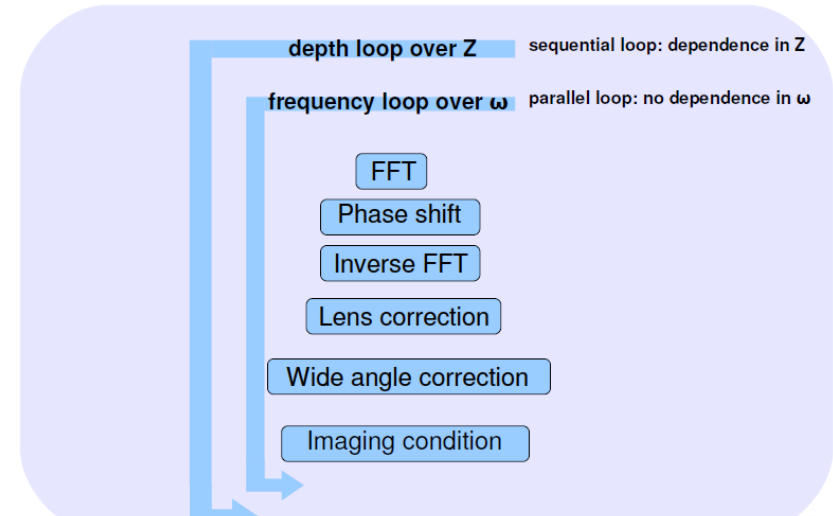 depth loop over Z sequential loop: dependence in Z
frequency loop over ω parallel loop: no dependence in ω
FFT
Phase shift
Inverse FFT
Lens correction
Wide angle correction
Imaging condition